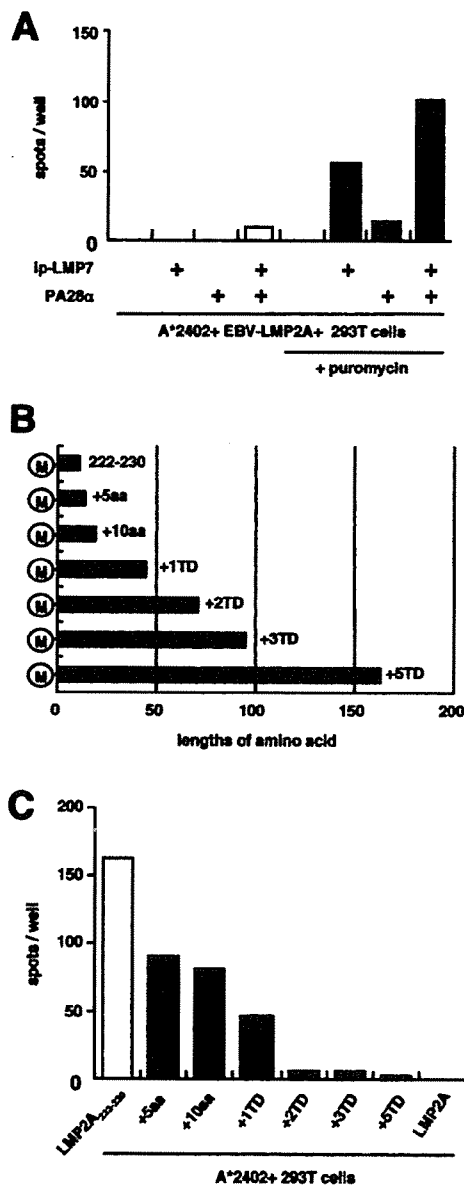 A
150
100
50
0
spots / well
ip-LMP7 + + + +
PA28α + + + +
A*2402+ EBV-LMP2A+ 293T cells
+ puromycin
B
M 222-230
M +5aa
M +10aa
M +1TD
M +2TD
M +3TD
M +5TD
0 50 100 150 200
lengths of amino acid
C
200
150
100
50
0
spots / well
LMP2A222-230 +5aa +10aa +1TD +2TD +3TD +5TD LMP2A
A*2402+ 293T cells